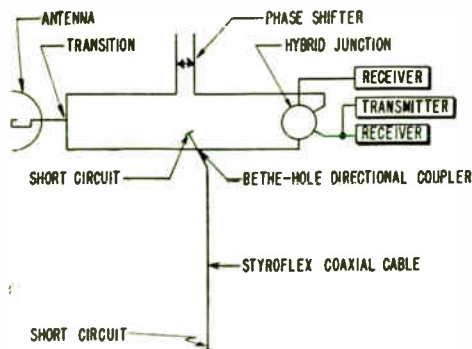 ANTENNA
PHASE SHIFTER
TRANSITION
HYBRID JUNCTION
RECEIVER
TRANSMITTER
RECEIVER
SHORT CIRCUIT
BETHE-HOLE DIRECTIONAL COUPLER
STYROFLEX COAXIAL CABLE
SHORT CIRCUIT